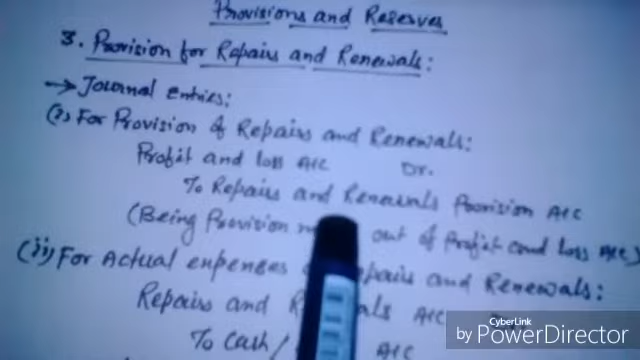 Provisions and Reserves
3. Provision for Repairs and Renewals:
→ Journal entries:
(i) For Provision of Repairs and Renewals:
Profit and loss A/c Dr.
To Repairs and Renewals Provision A/c
(Being Provision out of Profit and Loss A/c)
(ii) For Actual expenses Repairs and Renewals:
Repairs and A/c
To Cash / A/c
CyberLink
by PowerDirector